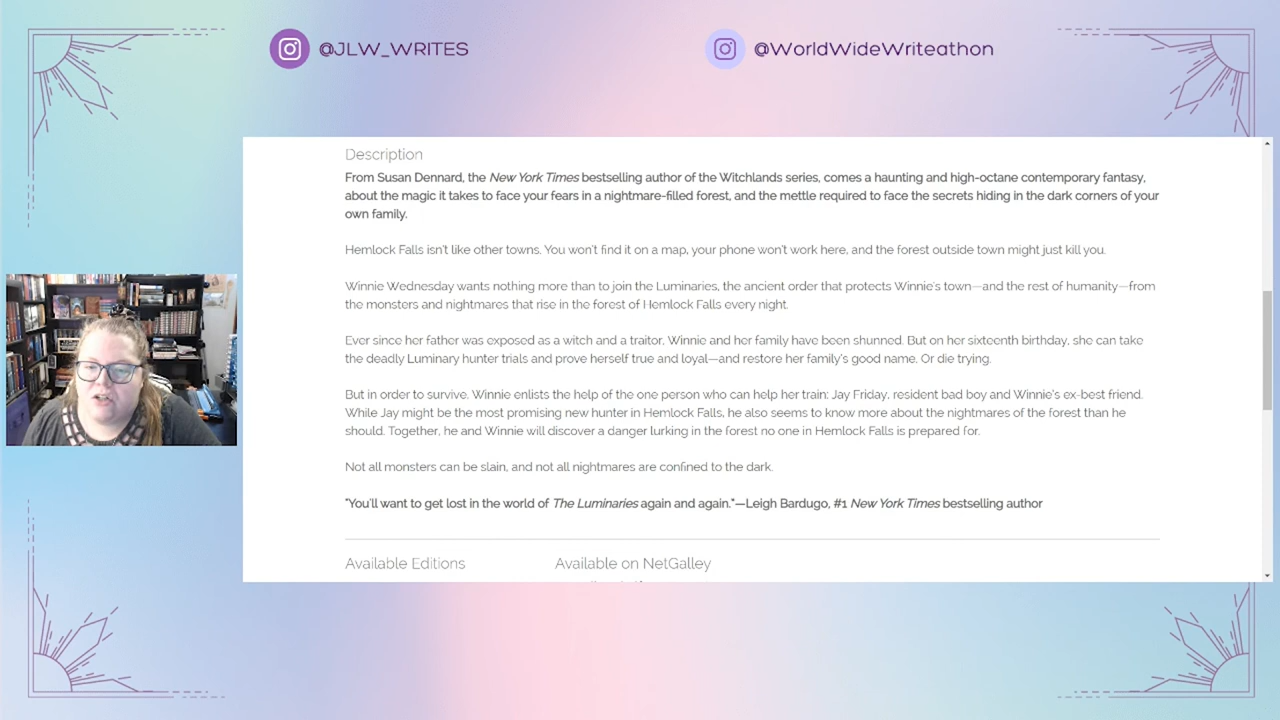 @JLW_WRITES
@WorldWideWriteathon
Description
From Susan Dennard, the New York Times bestselling author of the Witchlands series, comes a haunting and high-octane contemporary fantasy,
about the magic it takes to face your fears in a nightmare-filled forest, and the mettle required to face the secrets hiding in the dark corners of your
own family.
Hemlock Falls isn't like other towns. You won't find it on a map, your phone won't work here, and the forest outside town might just kill you.
Winnie Wednesday wants nothing more than to join the Luminaries, the ancient order that protects Winnie's town—and the rest of humanity—from
the monsters and nightmares that rise in the forest of Hemlock Falls every night.
Ever since her father was exposed as a witch and a traitor, Winnie and her family have been shunned. But on her sixteenth birthday, she can take
the deadly Luminary hunter trials and prove herself true and loyal—and restore her family's good name. Or die trying.
But in order to survive, Winnie enlists the help of the one person who can help her train: Jay Friday, resident bad boy and Winnie's ex-best friend.
While Jay might be the most promising new hunter in Hemlock Falls, he also seems to know more about the nightmares of the forest than he
should. Together, he and Winnie will discover a danger lurking in the forest no one in Hemlock Falls is prepared for.
Not all monsters can be slain, and not all nightmares are confined to the dark.
"You'll want to get lost in the world of The Luminaries again and again."—Leigh Bardugo, #1 New York Times bestselling author
Available Editions
Available on NetGalley